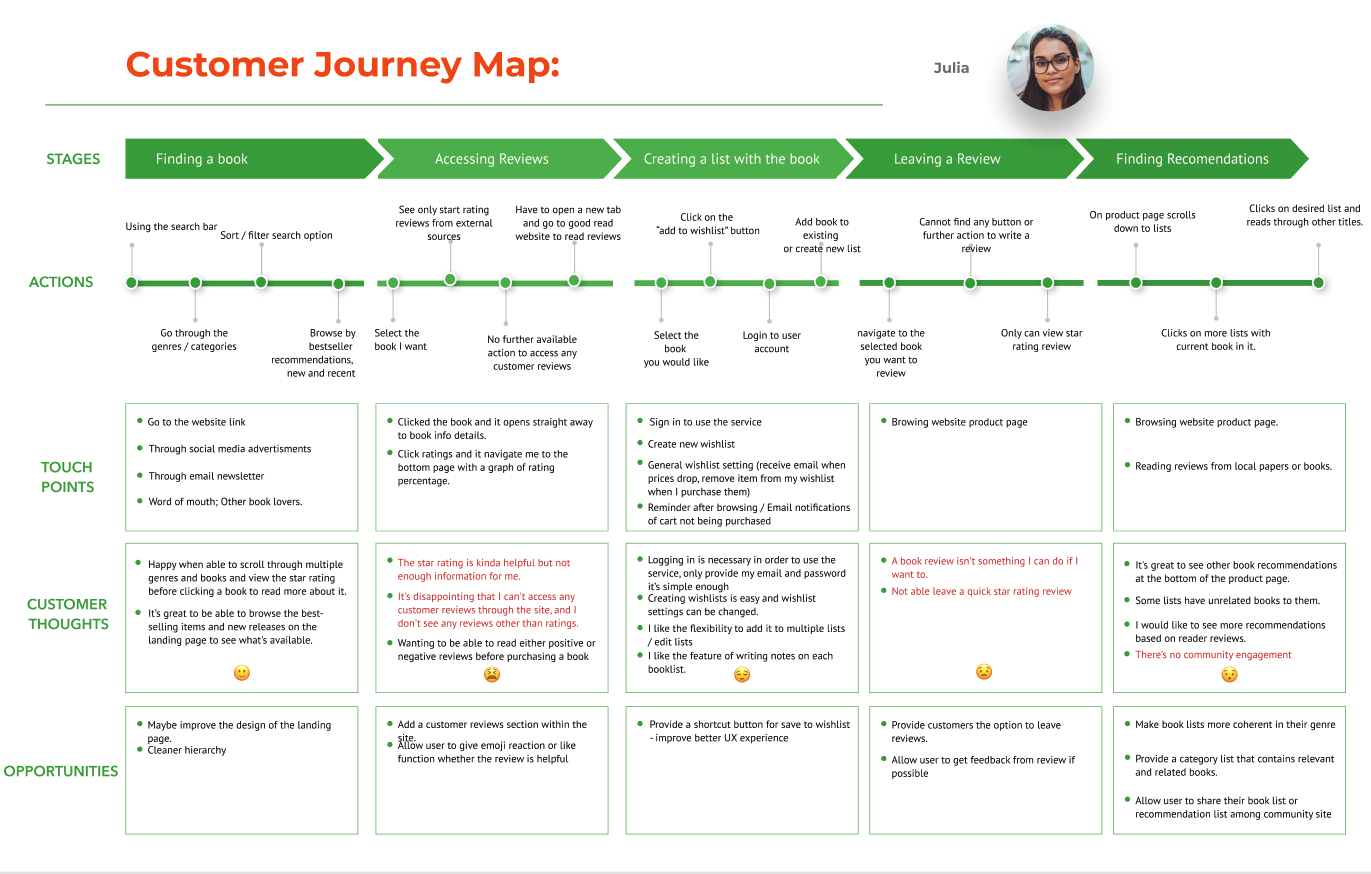 Customer Journey Map:
Julia
STAGES
Finding a book
Accessing Reviews
Creating a list with the book
Leaving a Review
Finding Recomendations
ACTIONS
Using the search bar
Sort / filter search option
Go through the
genres / categories
Browse by
bestseller
recommendations,
new and recent
See only start rating
reviews from external
sources
Have to open a new tab
and go to good read
website to read reviews
Select the
book I want
No further available
action to access any
customer reviews
Click on the
"add to wishlist" button
Add book to
existing
or create new list
Select the
book
you would like
Login to user
account
Cannot find any button or
further action to write a
review
navigate to the
selected book
you want to
review
Only can view star
rating review
On product page scrolls
down to lists
Clicks on desired list and
reads through other titles.
Clicks on more lists with
current book in it.
TOUCH
POINTS
Go to the website link
Through social media advertisments
Through email newsletter
Word of mouth; Other book lovers.
Clicked the book and it opens straight away
to book info details.
Click ratings and it navigate me to the
bottom page with a graph of rating
percentage.
Sign in to use the service
Create new wishlist
General wishlist setting (receive email when
prices drop, remove item from my wishlist
when I purchase them)
Reminder after browsing / Email notifications
of cart not being purchased
Browing website product page
Browsing website product page.
Reading reviews from local papers or books.
CUSTOMER
THOUGHTS
Happy when able to scroll through multiple
genres and books and view the star rating
before clicking a book to read more about it.
It's great to be able to browse the best-
selling items and new releases on the
landing page to see what's available.
The star rating is kinda helpful but not
enough information for me.
It's disappointing that I can't access any
customer reviews through the site, and I
don't see any reviews other than ratings.
Wanting to be able to read either positive or
negative reviews before purchasing a book
Logging in is necessary in order to use the
service, only provide my email and password
it's simple enough
Creating wishlists is easy and wishlist
settings can be changed.
I like the flexibility to add it to multiple lists
/ edit lists
I like the feature of writing notes on each
booklist.
A book review isn't something I can do if I
want to.
Not able leave a quick star rating review
It's great to see other book recommendations
at the bottom of the product page.
Some lists have unrelated books to them.
I would like to see more recommendations
based on reader reviews.
There's no community engagement
OPPORTUNITIES
Maybe improve the design of the landing
page.
Cleaner hierarchy
Add a customer reviews section within the
site.
Allow user to give emoji reaction or like
function whether the review is helpful
Provide a shortcut button for save to wishlist
- improve better UX experience
Provide customers the option to leave
reviews.
Allow user to get feedback from review if
possible
Make book lists more coherent in their genre
Provide a category list that contains relevant
and related books.
Allow user to share their book list or
recommendation list among community site